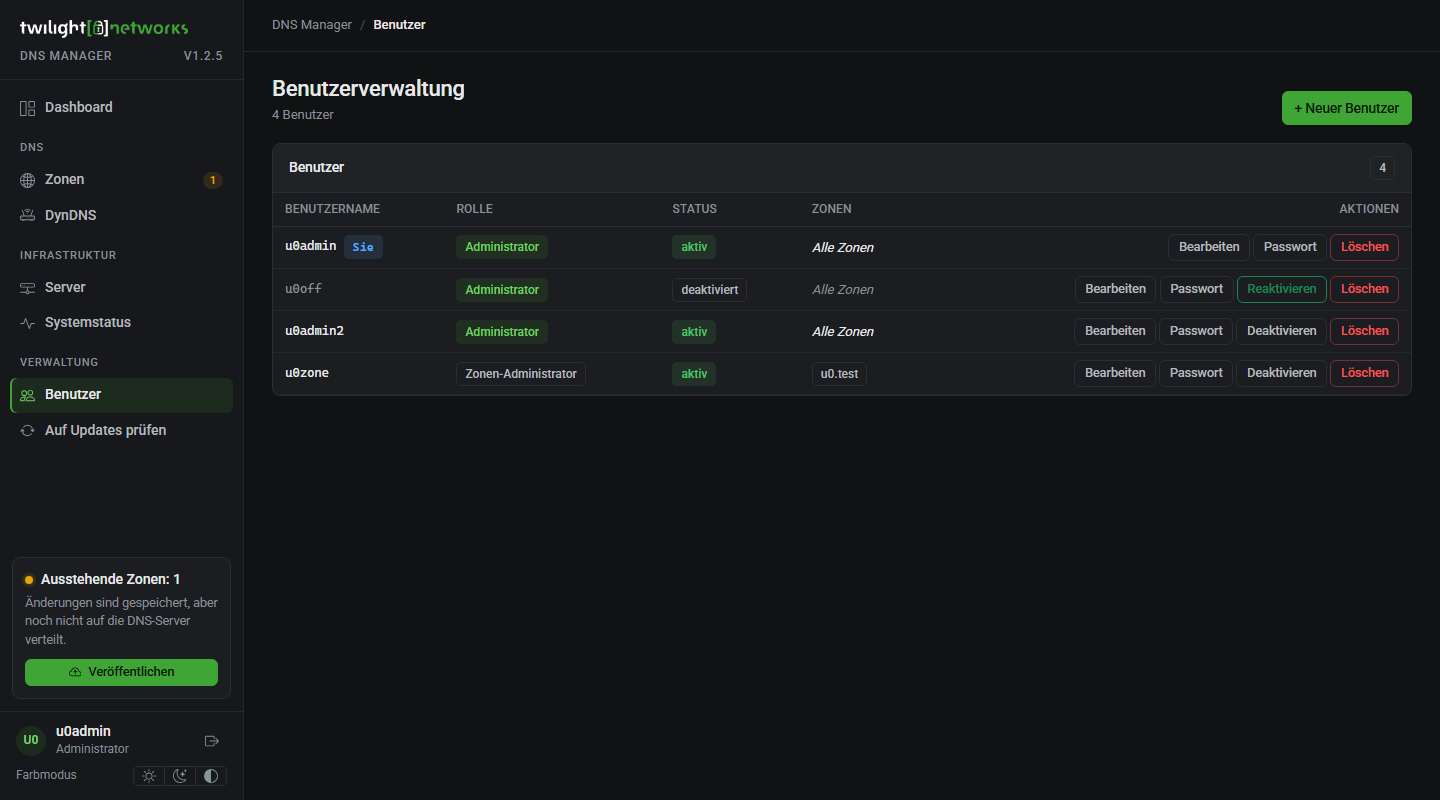 twilight[0]networks
DNS MANAGER V1.2.5
Dashboard
DNS
Zonen 1
DynDNS
INFRASTRUKTUR
Server
Systemstatus
VERWALTUNG
Benutzer
Auf Updates prüfen
Ausstehende Zonen: 1
Änderungen sind gespeichert, aber
noch nicht auf die DNS-Server
verteilt.
Veröffentlichen
U0 u0admin
Administrator
Farbmodus
DNS Manager / Benutzer
Benutzerverwaltung
4 Benutzer
+ Neuer Benutzer
Benutzer 4
BENUTZERNAME ROLLE STATUS ZONEN AKTIONEN
u0admin Sie Administrator aktiv Alle Zonen Bearbeiten Passwort Löschen
u0off Administrator deaktiviert Alle Zonen Bearbeiten Passwort Reaktivieren Löschen
u0admin2 Administrator aktiv Alle Zonen Bearbeiten Passwort Deaktivieren Löschen
u0zone Zonen-Administrator aktiv u0.test Bearbeiten Passwort Deaktivieren Löschen